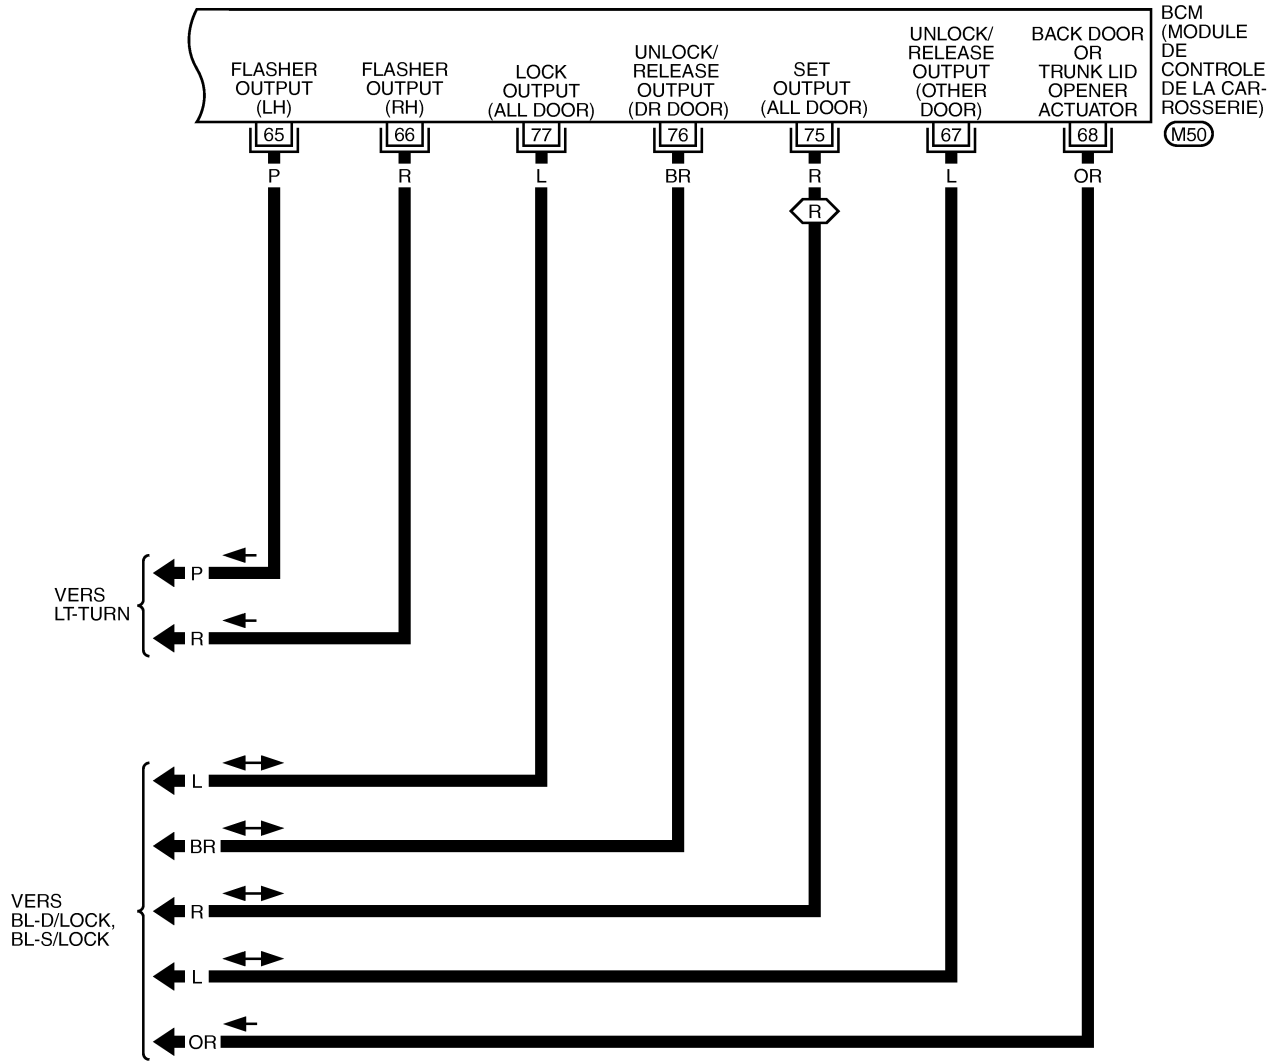 BCM
(MODULE
DE
CONTROLE
DE LA CAR-
ROSSERIE)
M50
FLASHER
OUTPUT
(LH)
FLASHER
OUTPUT
(RH)
LOCK
OUTPUT
(ALL DOOR)
UNLOCK/
RELEASE
OUTPUT
(DR DOOR)
SET
OUTPUT
(ALL DOOR)
UNLOCK/
RELEASE
OUTPUT
(OTHER
DOOR)
BACK DOOR
OR
TRUNK LID
OPENER
ACTUATOR
65 66 77 76 75 67 68
P R L BR R L OR
R
VERS
LT-TURN
P
R
VERS
BL-D/LOCK,
BL-S/LOCK
L
BR
R
L
OR